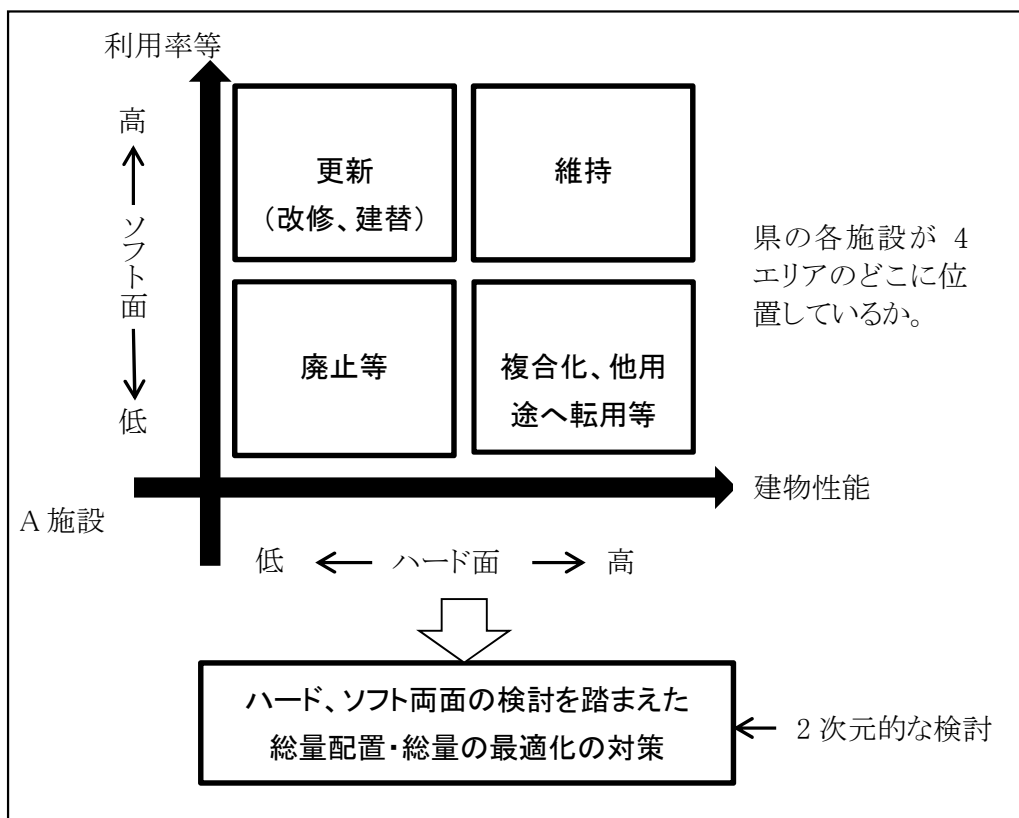 利用率等
高
ソフト面
低
更新
（改修、建替）
維持
廃止等
複合化、他用
途へ転用等
県の各施設が 4
エリアのどこに位
置しているか。
建物性能
A 施設
低
ハード面
高
ハード、ソフト両面の検討を踏まえた
総量配置・総量の最適化の対策
2 次元的な検討